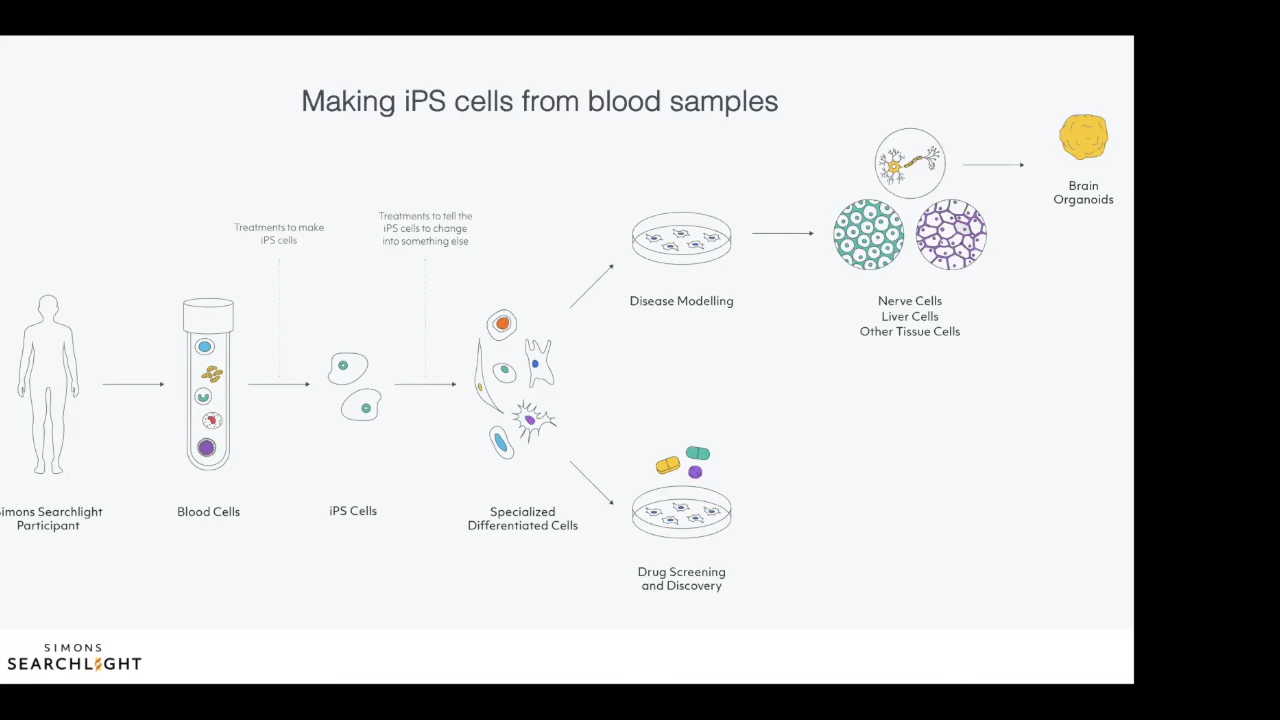 Making iPS cells from blood samples
Brain
Organoids
Treatments to make
iPS cells
Treatments to tell the
iPS cells to change
into something else
Disease Modelling
Nerve Cells
Liver Cells
Other Tissue Cells
imons Searchlight
Participant
Blood Cells
iPS Cells
Specialized
Differentiated Cells
Drug Screening
and Discovery
SIMONS
SEARCHLIGHT